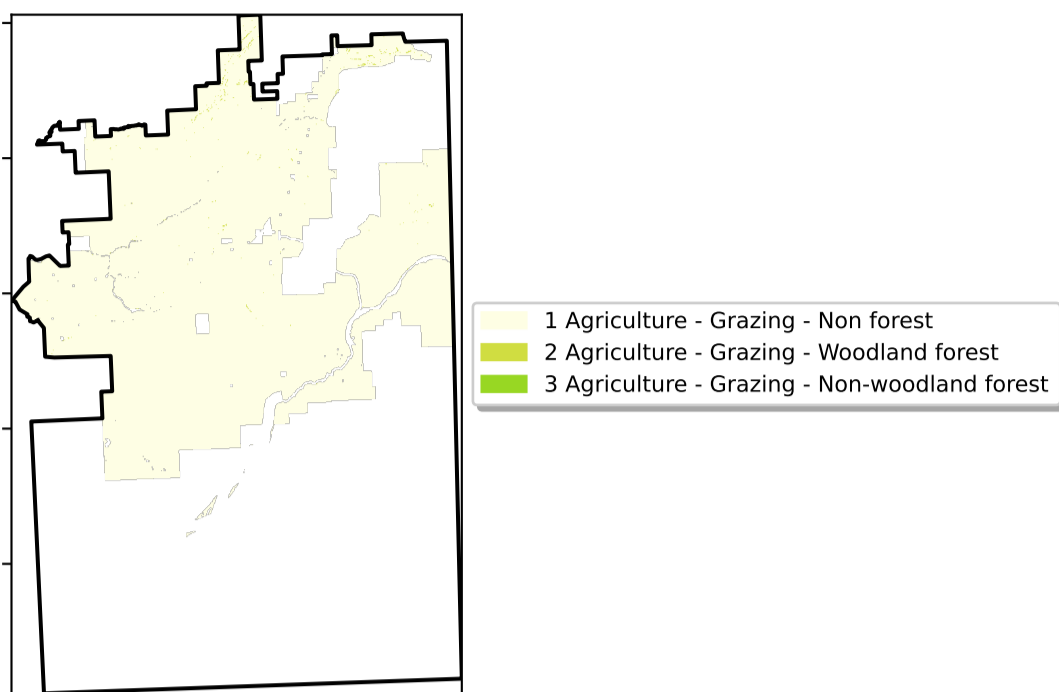 1 Agriculture - Grazing - Non forest
2 Agriculture - Grazing - Woodland forest
3 Agriculture - Grazing - Non-woodland forest